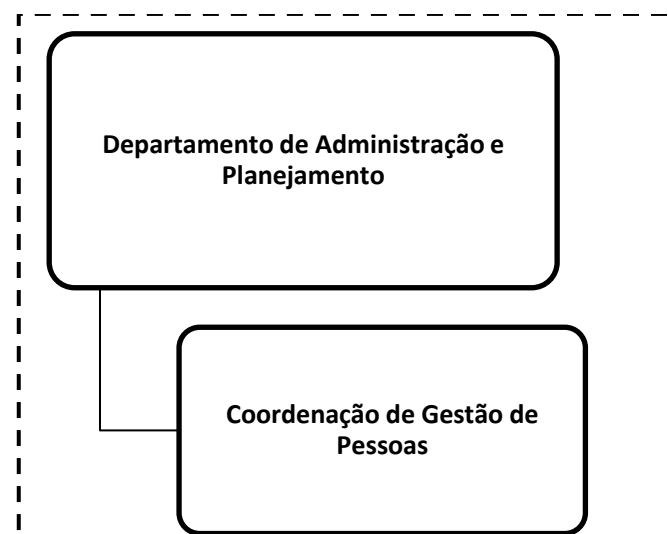 Departamento de Administração e
Planejamento
Coordenação de Gestão de
Pessoas